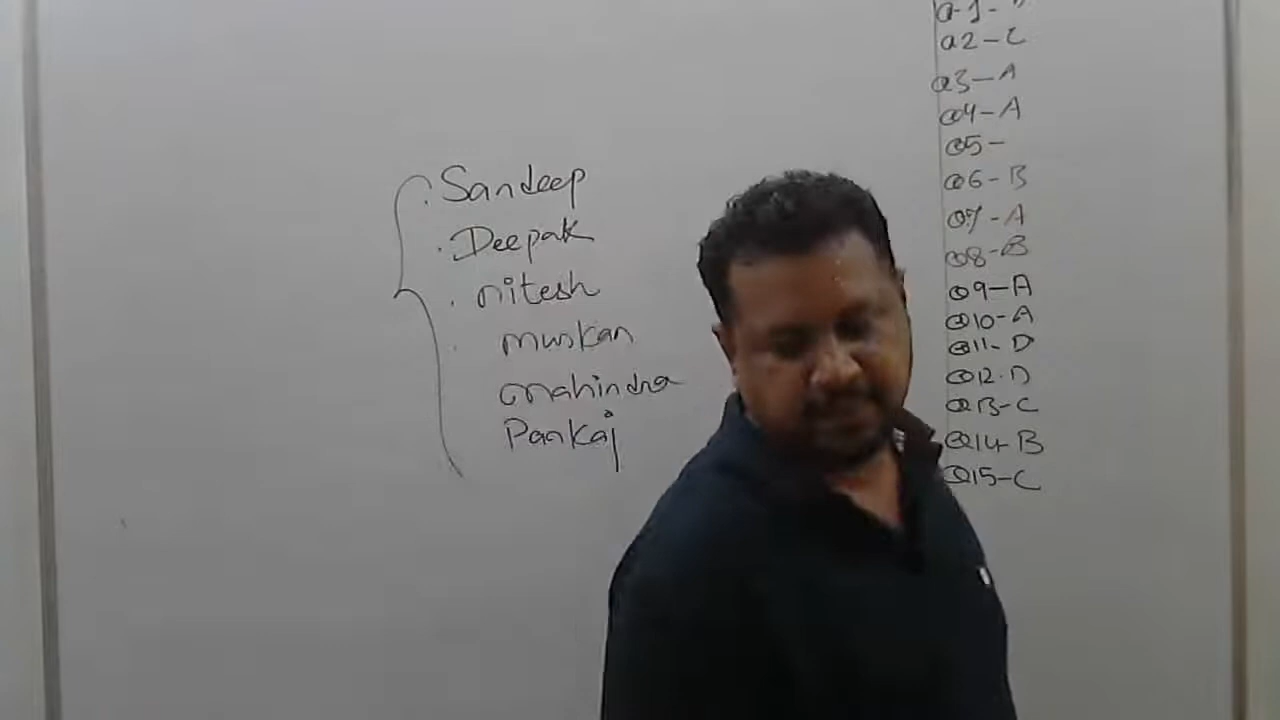 Sandeep
Deepak
nitesh
muskan
mahindra
Pankaj
Q2-C
Q3-A
Q4-A
Q5-
Q6-B
Q7-A
Q8-B
Q9-A
Q10-A
Q11-D
Q12.D
Q13-C
Q14-B
Q15-C